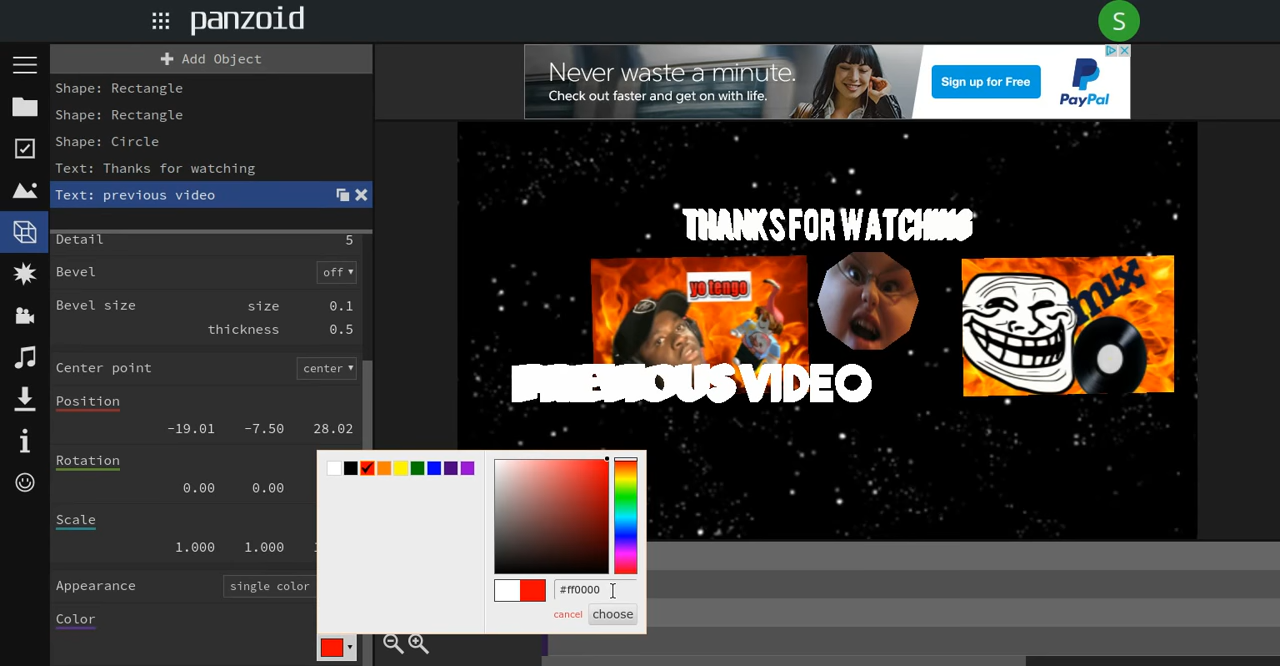 panzoid
S
Add Object
Shape: Rectangle
Shape: Rectangle
Shape: Circle
Text: Thanks for watching
Text: previous video
Detail 5
Bevel off
Bevel size size 0.1
thickness 0.5
Center point center
Position
-19.01 -7.50 28.02
Rotation
0.00 0.00
Scale
1.000 1.000
Appearance single color
Color
Never waste a minute.
Check out faster and get on with life.
Sign up for Free
PayPal
THANKS FOR WATCHING
yo tengo
mix
PREVIOUS VIDEO
#ff0000
cancel choose